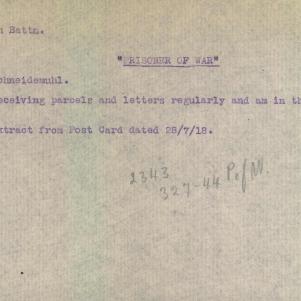 Battn.
"PRISONER OF WAR"
chneidemuhl.
eceiving parcels and letters regularly and am in th
xtract from Post Card dated 28/7/18.
2343
327-44 P of W.